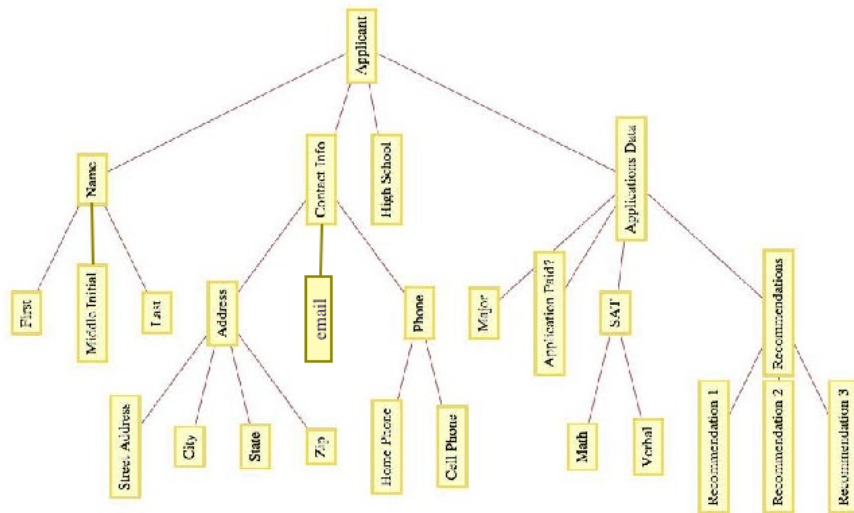 Applicant
Name
Contact Info
High School
Applications Data
First
Middle Initial
Last
Address
email
Phone
Major
Application Paid?
SAT
Recommendations
Street Address
City
State
Zip
Home Phone
Cell Phone
Math
Verbal
Recommendation 1
Recommendation 2
Recommendation 3